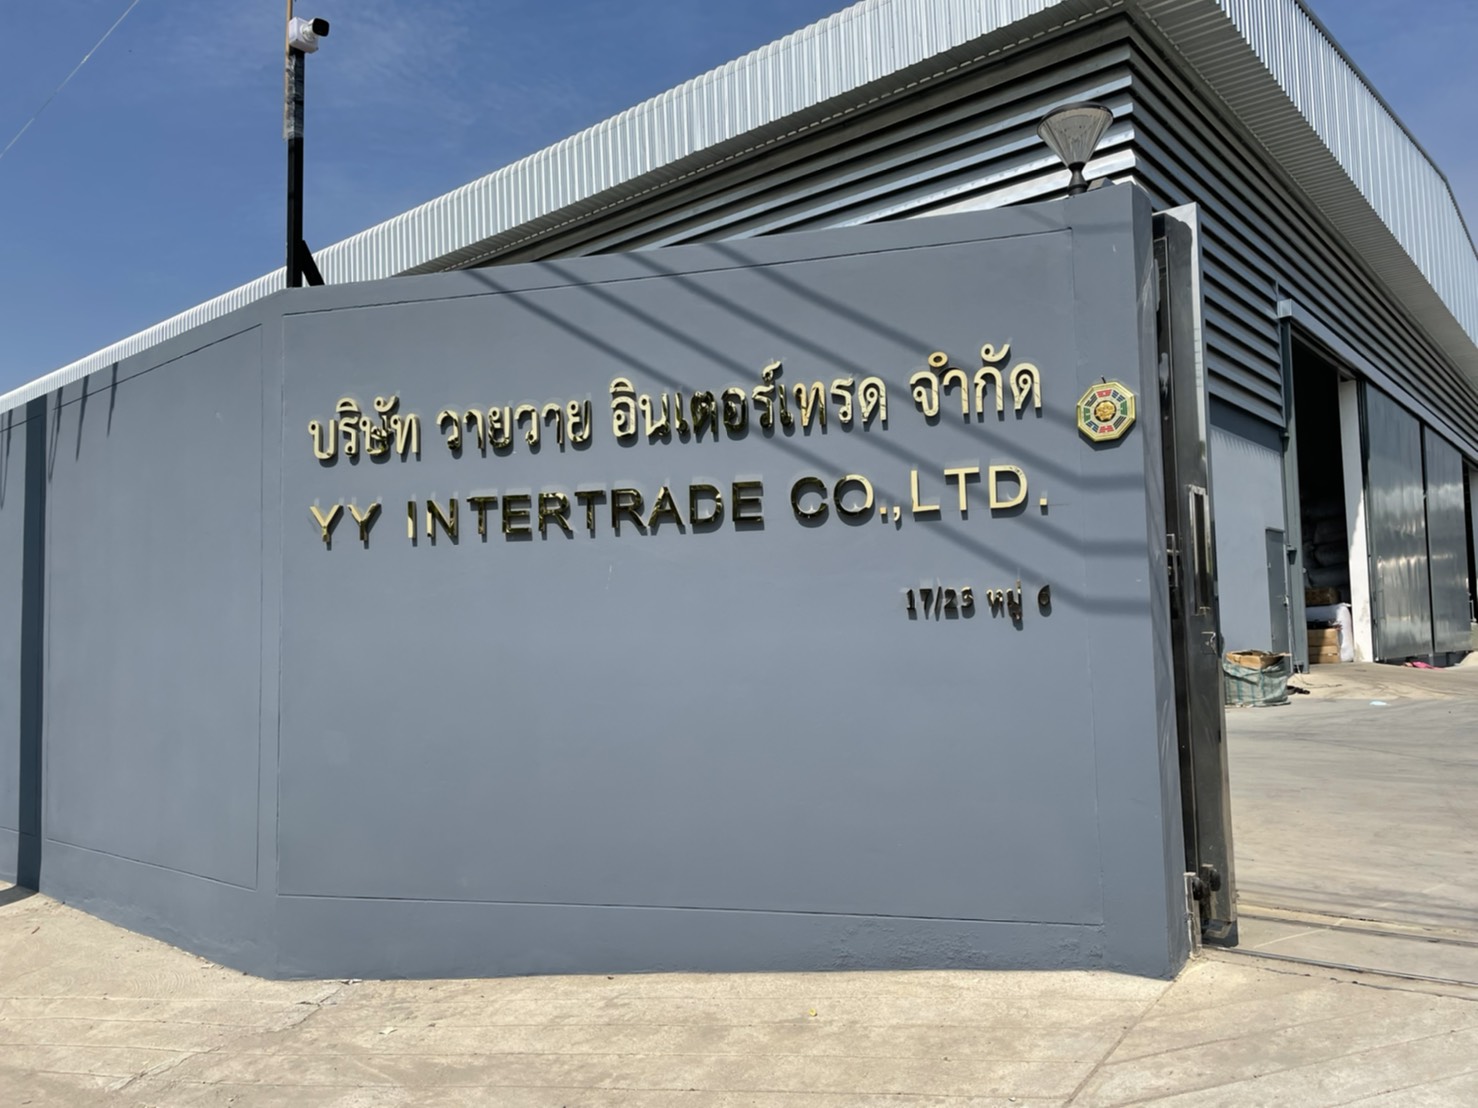 บริษัท วายวาย อินเตอร์เทรด จำกัด
YY INTERTRADE CO.,LTD.
17/25 หมู่ 6